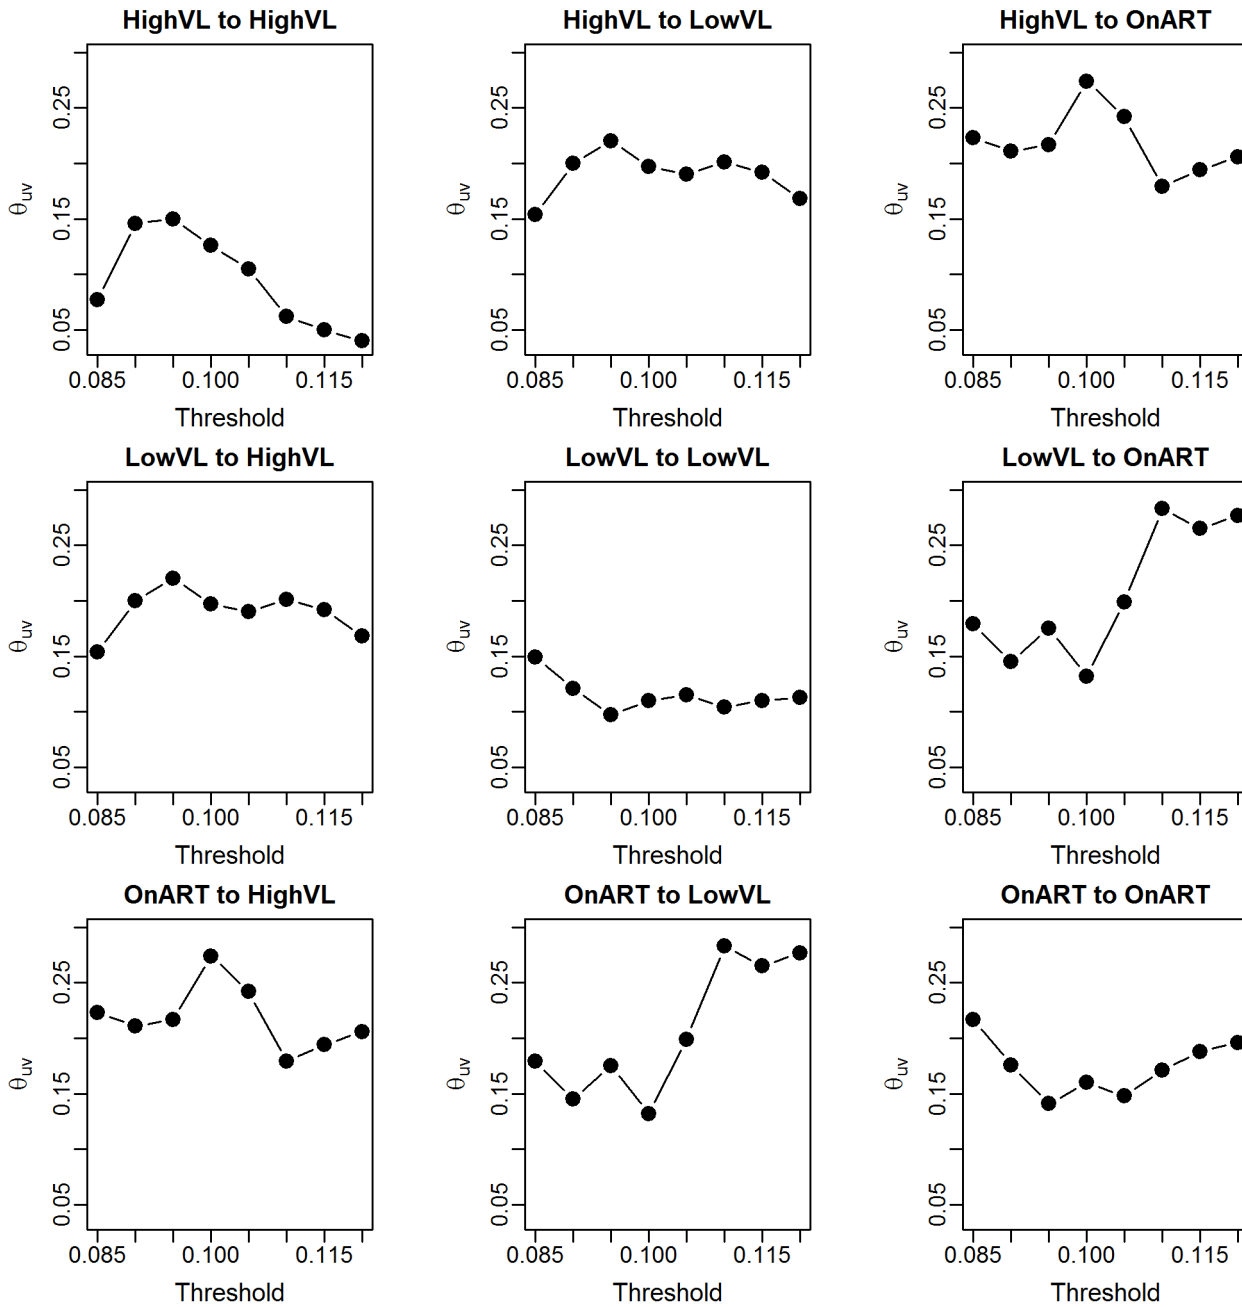 HighVL to HighVL
0.05 0.15 0.25
θuv
0.085 0.100 0.115
Threshold
HighVL to LowVL
0.05 0.15 0.25
θuv
0.085 0.100 0.115
Threshold
HighVL to OnART
0.05 0.15 0.25
θuv
0.085 0.100 0.115
Threshold
LowVL to HighVL
0.05 0.15 0.25
θuv
0.085 0.100 0.115
Threshold
LowVL to LowVL
0.05 0.15 0.25
θuv
0.085 0.100 0.115
Threshold
LowVL to OnART
0.05 0.15 0.25
θuv
0.085 0.100 0.115
Threshold
OnART to HighVL
0.05 0.15 0.25
θuv
0.085 0.100 0.115
Threshold
OnART to LowVL
0.05 0.15 0.25
θuv
0.085 0.100 0.115
Threshold
OnART to OnART
0.05 0.15 0.25
θuv
0.085 0.100 0.115
Threshold